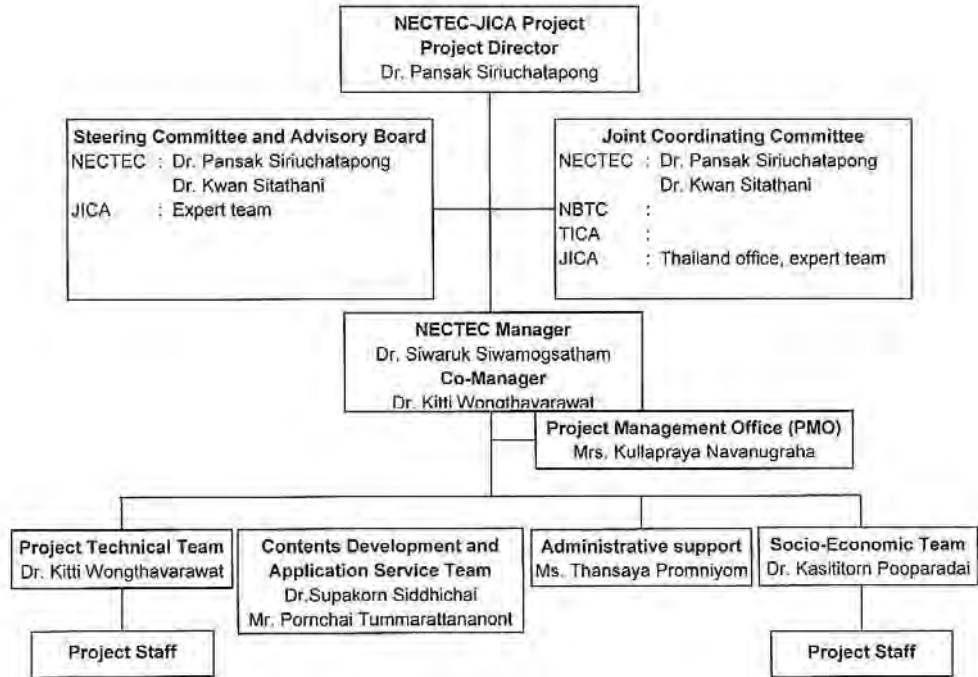 NECTEC-JICA Project
Project Director
Dr. Pansak Siriuchatapong
Steering Committee and Advisory Board
NECTEC : Dr. Pansak Siriuchatapong
Dr. Kwan Sitathani
JICA : Expert team
Joint Coordinating Committee
NECTEC : Dr. Pansak Siriuchatapong
Dr. Kwan Sitathani
NBTC :
TICA :
JICA : Thailand office, expert team
NECTEC Manager
Dr. Siwaruk Siwamogsatham
Co-Manager
Dr. Kitti Wongthavarawat
Project Management Office (PMO)
Mrs. Kullapraya Navanugraha
Project Technical Team
Dr. Kitti Wongthavarawat
Contents Development and
Application Service Team
Dr.Supakorn Siddhichai
Mr. Pornchai Tummarattananont
Administrative support
Ms. Thansaya Promniyom
Socio-Economic Team
Dr. Kasititorn Pooparadai
Project Staff
Project Staff